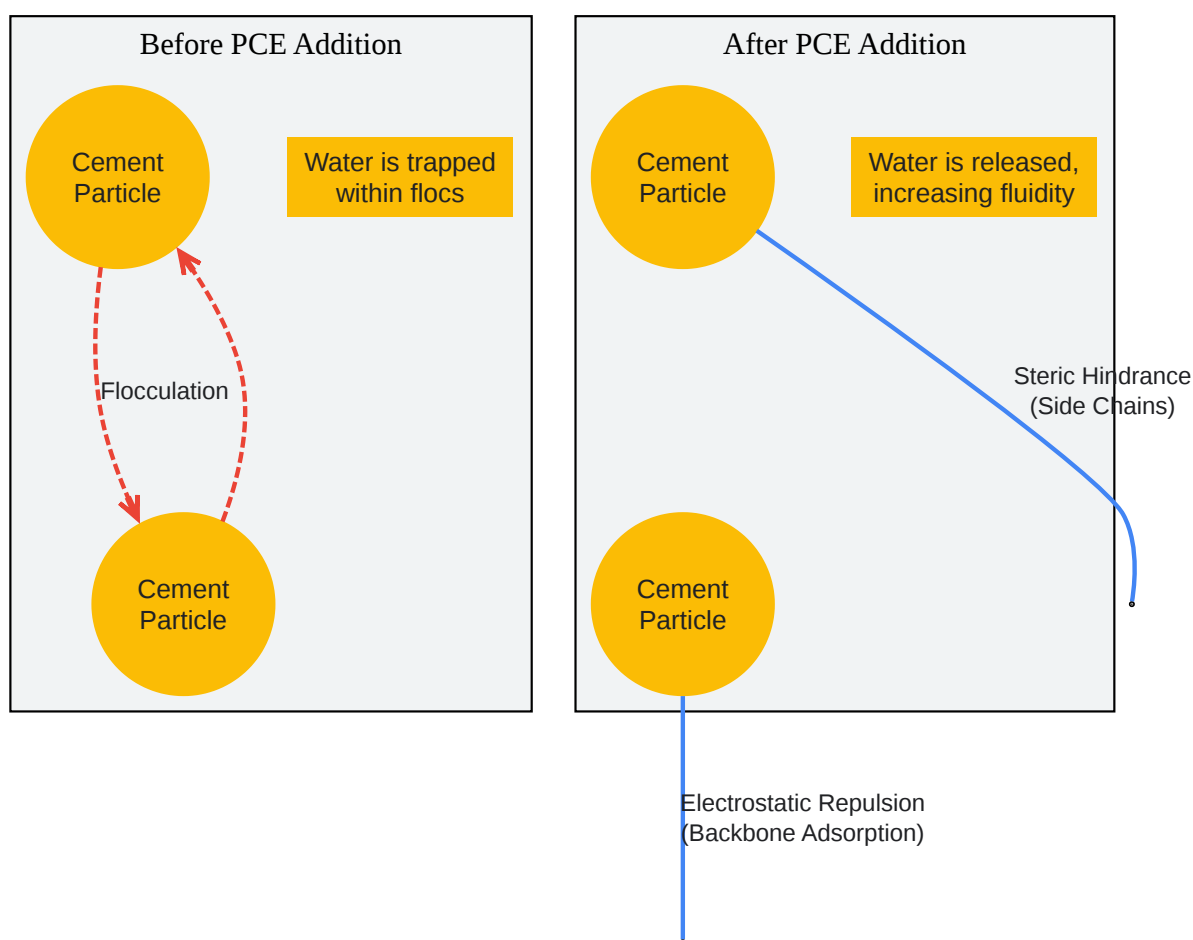 Before PCE Addition
Cement
Particle
Water is trapped
within flocs
Flocculation
Cement
Particle
After PCE Addition
Cement
Particle
Water is released,
increasing fluidity
Steric Hindrance
(Side Chains)
Cement
Particle
Electrostatic Repulsion
(Backbone Adsorption)